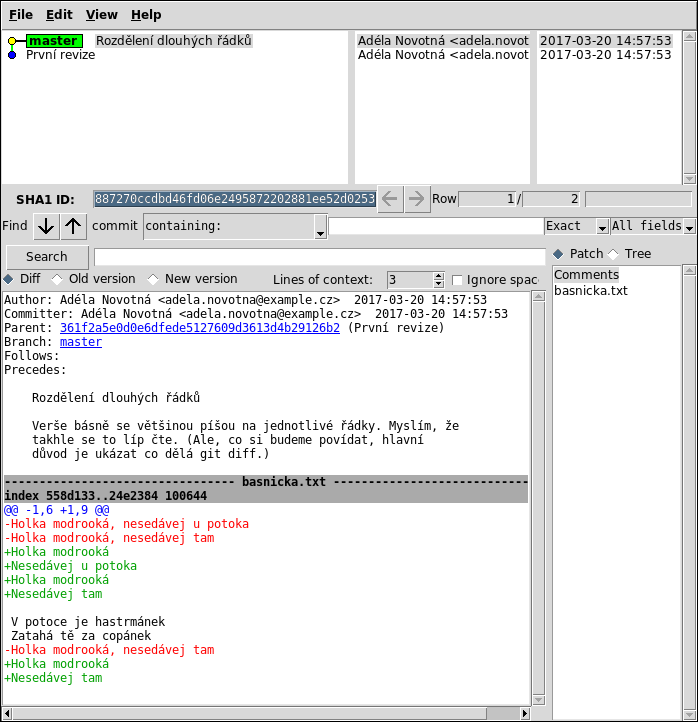 File Edit View Help
master Rozdělení dlouhých řádků Adéla Novotná <adela.novot 2017-03-20 14:57:53
První revize Adéla Novotná <adela.novot 2017-03-20 14:57:53
SHA1 ID: 887270ccdbd46fd06e2495872202881ee52d0253 Row 1 / 2
Find commit containing: Exact All fields
Search Patch Tree
Diff Old version New version Lines of context: 3 Ignore spac
Comments
basnicka.txt
Author: Adéla Novotná <adela.novotna@example.cz> 2017-03-20 14:57:53
Committer: Adéla Novotná <adela.novotna@example.cz> 2017-03-20 14:57:53
Parent: 361f2a5e0d0e6dfede5127609d3613d4b29126b2 (První revize)
Branch: master
Follows:
Precedes:
Rozdělení dlouhých řádků
Verše básně se většinou píšou na jednotlivé řádky. Myslím, že
takhle se to líp čte. (Ale, co si budeme povídat, hlavní
důvod je ukázat co dělá git diff.)
--------------------------------- basnicka.txt ----------------------------
index 558d133..24e2384 100644
@@ -1,6 +1,9 @@
-Holka modrooká, nesedávej u potoka
-Holka modrooká, nesedávej tam
+Holka modrooká
+Nesedávej u potoka
+Holka modrooká
+Nesedávej tam
V potoce je hastrmánek
Zatahá tě za copánek
-Holka modrooká, nesedávej tam
+Holka modrooká
+Nesedávej tam